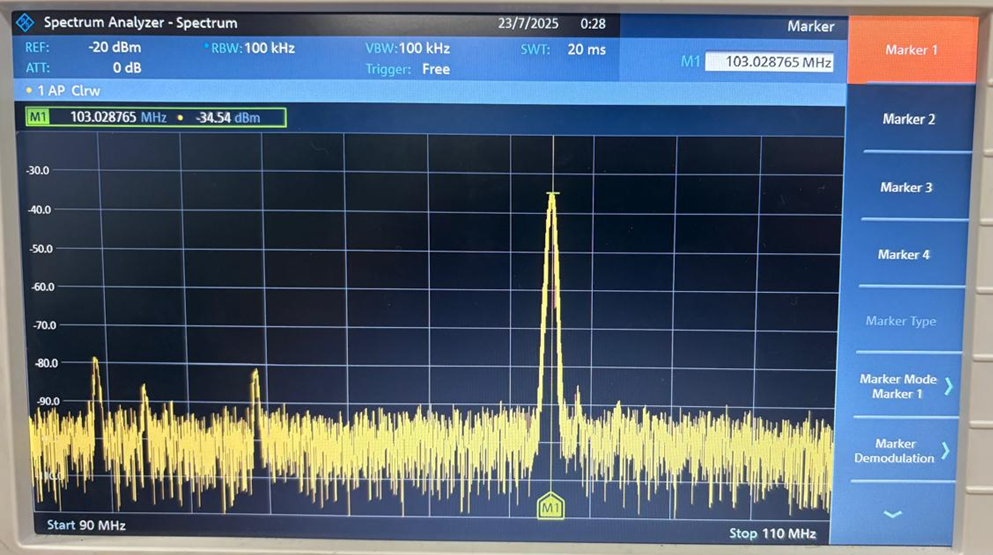 Spectrum Analyzer - Spectrum 23/7/2025 0:28 Marker
REF: -20 dBm RBW: 100 kHz VBW: 100 kHz SWT: 20 ms
ATT: 0 dB Trigger: Free M1 103.028765 MHz
1 AP Clrw
M1 103.028765 MHz • -34.54 dBm
-30.0
-40.0
-50.0
-60.0
-70.0
-80.0
-90.0
M1
Start 90 MHz Stop 110 MHz
Marker 1
Marker 2
Marker 3
Marker 4
Marker Type
Marker Mode
Marker 1
Marker
Demodulation